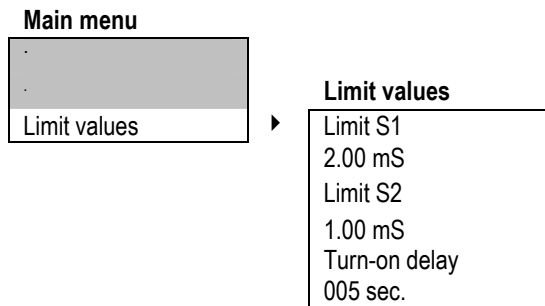 Main menu
.
.
Limit values
Limit values
Limit S1
2.00 mS
Limit S2
1.00 mS
Turn-on delay
005 sec.